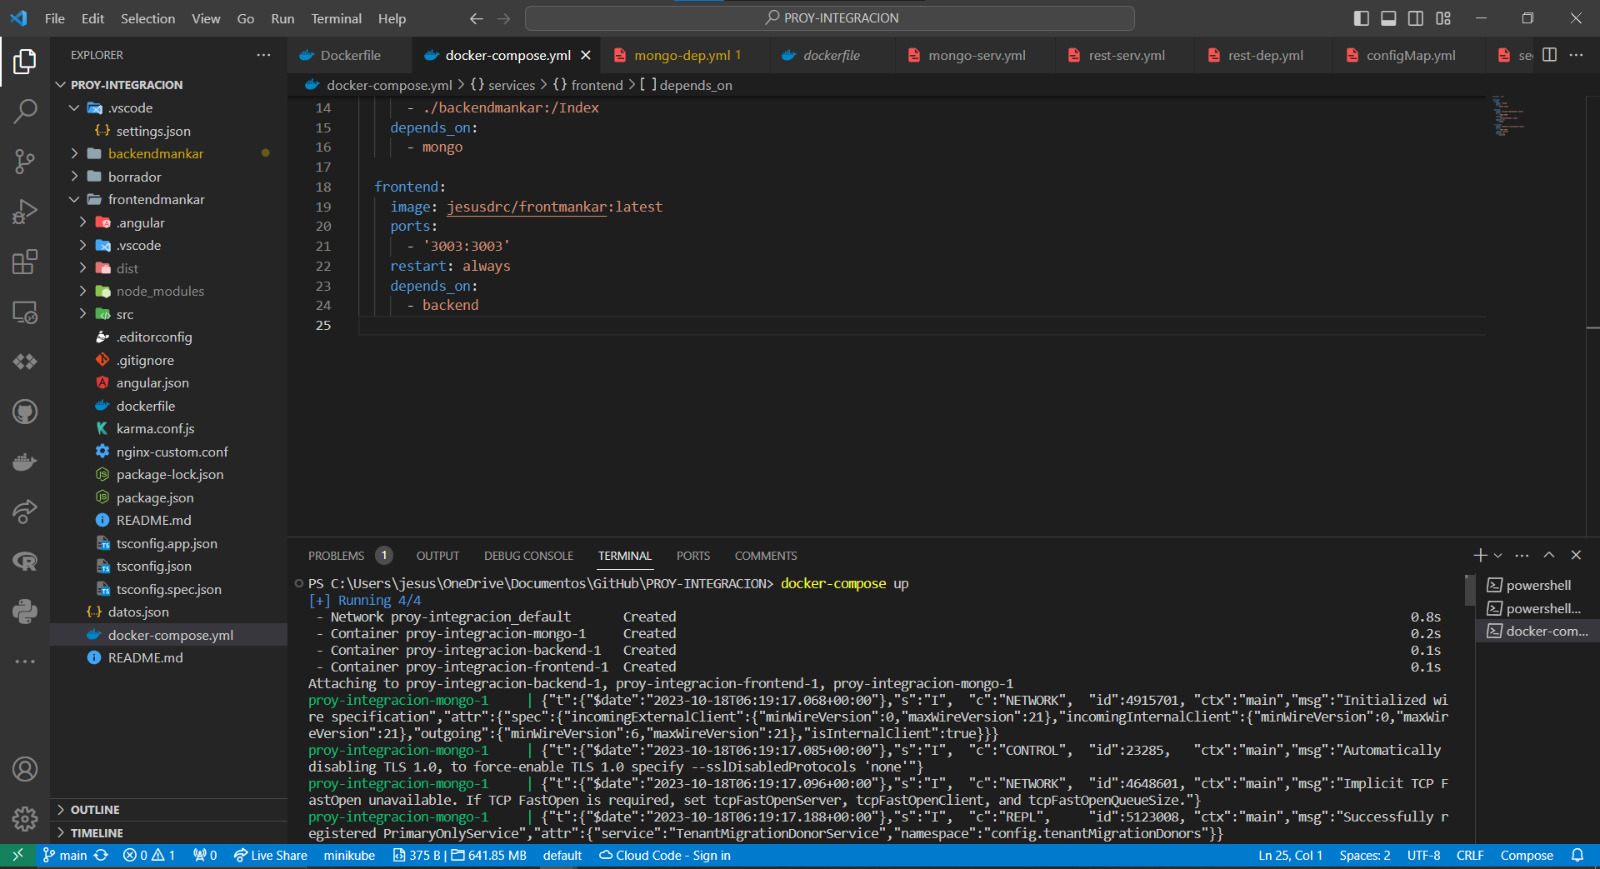 File Edit Selection View Go Run Terminal Help
PROY-INTEGRACION
EXPLORER
PROY-INTEGRACION
.vscode
settings.json
backendmankar
borrador
frontendmankar
.angular
.vscode
dist
node_modules
src
.editorconfig
.gitignore
angular.json
dockerfile
karma.conf.js
nginx-custom.conf
package-lock.json
package.json
README.md
tsconfig.app.json
tsconfig.json
tsconfig.spec.json
datos.json
docker-compose.yml
README.md
OUTLINE
TIMELINE
Dockerfile docker-compose.yml mongo-dep.yml 1 dockerfile mongo-serv.yml rest-serv.yml rest-dep.yml configMap.yml se
docker-compose.yml > {} services > {} frontend > [ ] depends_on
14 - ./backendmankar:/Index
15 depends_on:
16 - mongo
17
18 frontend:
19 image: jesusdrc/frontmankar:latest
20 ports:
21 - '3003:3003'
22 restart: always
23 depends_on:
24 - backend
25
PROBLEMS 1 OUTPUT DEBUG CONSOLE TERMINAL PORTS COMMENTS
PS C:\Users\jesus\OneDrive\Documentos\GitHub\PROY-INTEGRACION> docker-compose up
[+] Running 4/4
- Network proy-integracion_default Created 0.8s
- Container proy-integracion-mongo-1 Created 0.2s
- Container proy-integracion-backend-1 Created 0.1s
- Container proy-integracion-frontend-1 Created 0.1s
Attaching to proy-integracion-backend-1, proy-integracion-frontend-1, proy-integracion-mongo-1
proy-integracion-mongo-1 | {"t":{"$date":"2023-10-18T06:19:17.068+00:00"},"s":"I", "c":"NETWORK", "id":4915701, "ctx":"main","msg":"Initialized wi
re specification","attr":{"spec":{"incomingExternalClient":{"minWireVersion":0,"maxWireVersion":21},"incomingInternalClient":{"minWireVersion":0,"maxWir
eVersion":21},"outgoing":{"minWireVersion":6,"maxWireVersion":21},"isInternalClient":true}}}
proy-integracion-mongo-1 | {"t":{"$date":"2023-10-18T06:19:17.085+00:00"},"s":"I", "c":"CONTROL", "id":23285, "ctx":"main","msg":"Automatically
disabling TLS 1.0, to force-enable TLS 1.0 specify --sslDisabledProtocols 'none'"}
proy-integracion-mongo-1 | {"t":{"$date":"2023-10-18T06:19:17.096+00:00"},"s":"I", "c":"NETWORK", "id":4648601, "ctx":"main","msg":"Implicit TCP F
astOpen unavailable. If TCP FastOpen is required, set tcpFastOpenServer, tcpFastOpenClient, and tcpFastOpenQueueSize."}
proy-integracion-mongo-1 | {"t":{"$date":"2023-10-18T06:19:17.188+00:00"},"s":"I", "c":"REPL", "id":5123008, "ctx":"main","msg":"Successfully r
egistered PrimaryOnlyService","attr":{"service":"TenantMigrationDonorService","namespace":"config.tenantMigrationDonors"}}
powershell
powershell...
docker-com...
main 0 1 0 Live Share minikube 375 B | 641.85 MB default Cloud Code - Sign in Ln 25, Col 1 Spaces: 2 UTF-8 CRLF Compose